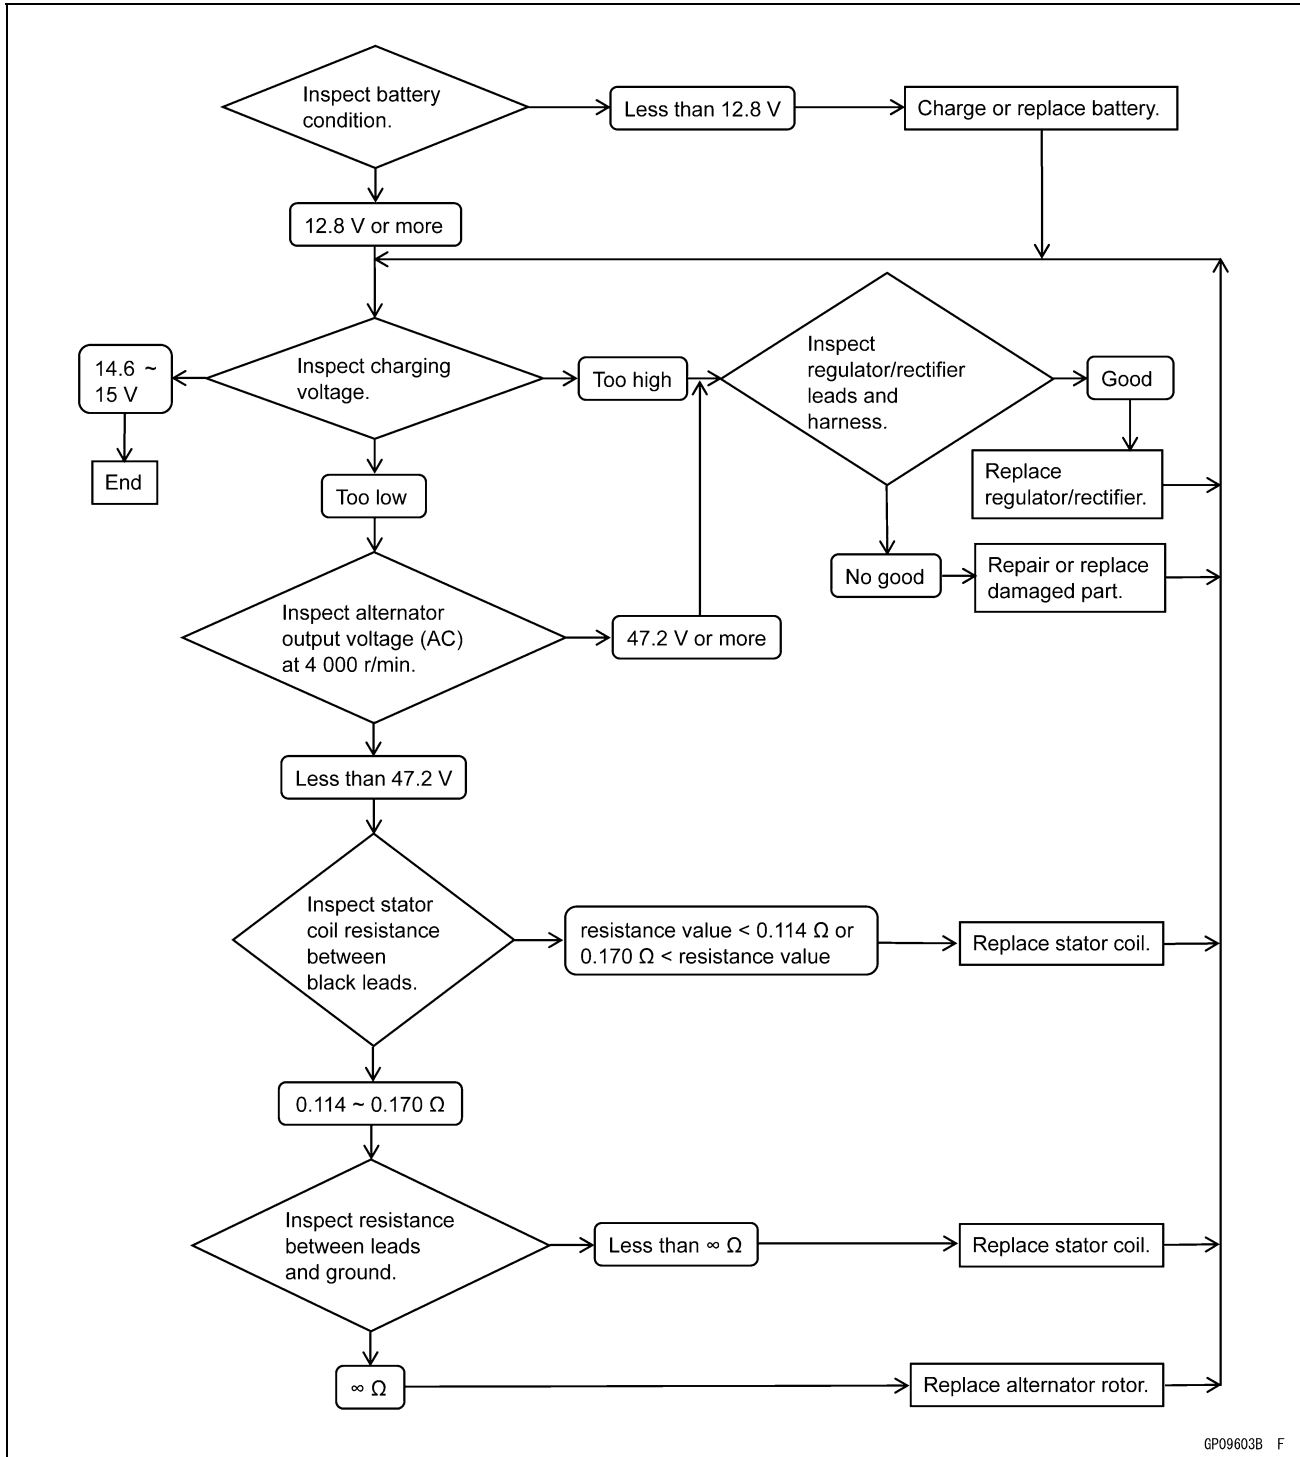 Inspect battery
condition.
Less than 12.8 V
Charge or replace battery.
12.8 V or more
14.6 ~
15 V
End
Inspect charging
voltage.
Too high
Inspect
regulator/rectifier
leads and
harness.
Good
Replace
regulator/rectifier.
Too low
No good
Repair or replace
damaged part.
Inspect alternator
output voltage (AC)
at 4 000 r/min.
47.2 V or more
Less than 47.2 V
Inspect stator
coil resistance
between
black leads.
resistance value < 0.114 Ω or
0.170 Ω < resistance value
Replace stator coil.
0.114 ~ 0.170 Ω
Inspect resistance
between leads
and ground.
Less than ∞ Ω
Replace stator coil.
∞ Ω
Replace alternator rotor.
GP09603B F